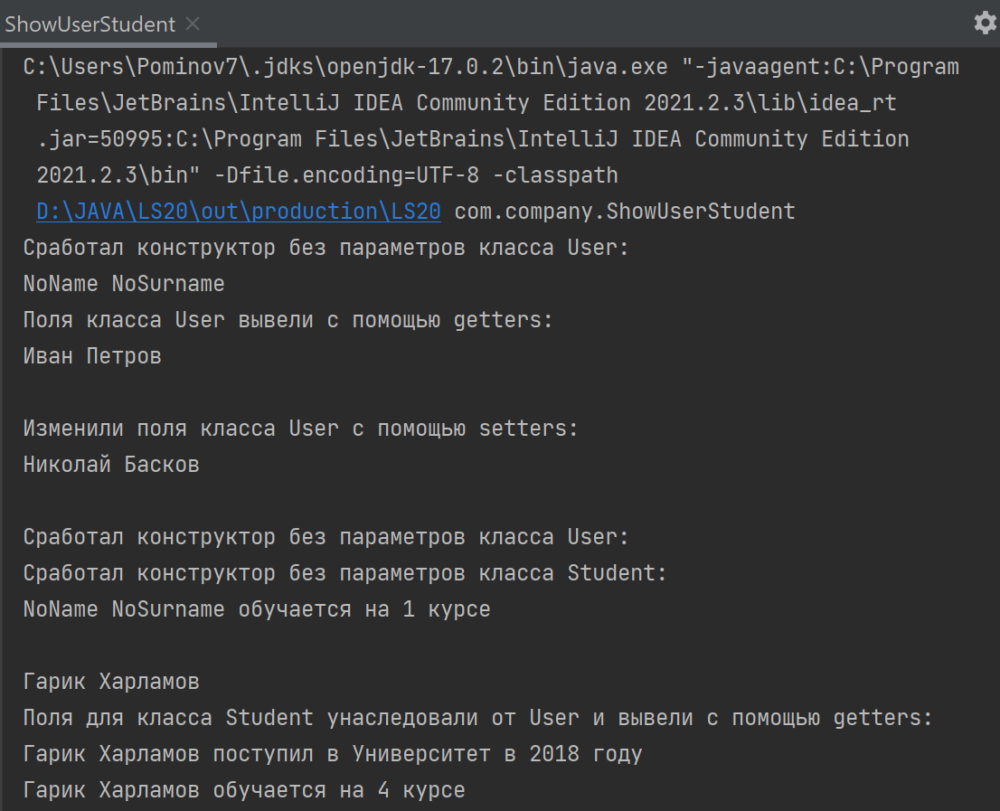 ShowUserStudent
C:\Users\Pominov7\.jdks\openjdk-17.0.2\bin\java.exe "-javaagent:C:\Program
Files\JetBrains\IntelliJ IDEA Community Edition 2021.2.3\lib\idea_rt
.jar=50995:C:\Program Files\JetBrains\IntelliJ IDEA Community Edition
2021.2.3\bin" -Dfile.encoding=UTF-8 -classpath
D:\JAVA\LS20\out\production\LS20 com.company.ShowUserStudent
Сработал конструктор без параметров класса User:
NoName NoSurname
Поля класса User вывели с помощью getters:
Иван Петров
Изменили поля класса User с помощью setters:
Николай Басков
Сработал конструктор без параметров класса User:
Сработал конструктор без параметров класса Student:
NoName NoSurname обучается на 1 курсе
Гарик Харламов
Поля для класса Student унаследовали от User и вывели с помощью getters:
Гарик Харламов поступил в Университет в 2018 году
Гарик Харламов обучается на 4 курсе